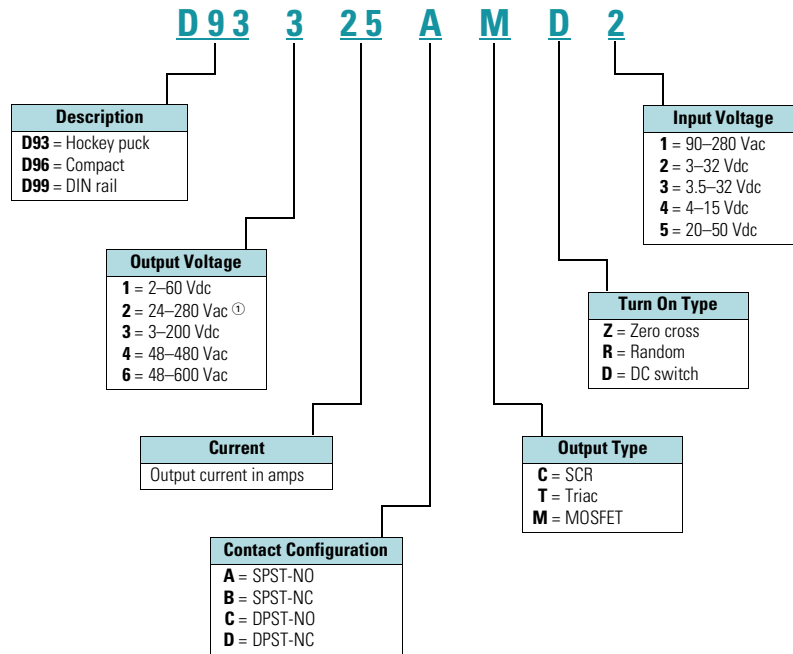 D93 3 25 A M D 2
Description
D93 = Hockey puck
D96 = Compact
D99 = DIN rail
Input Voltage
1 = 90–280 Vac
2 = 3–32 Vdc
3 = 3.5–32 Vdc
4 = 4–15 Vdc
5 = 20–50 Vdc
Output Voltage
1 = 2–60 Vdc
2 = 24–280 Vac ①
3 = 3–200 Vdc
4 = 48–480 Vac
6 = 48–600 Vac
Turn On Type
Z = Zero cross
R = Random
D = DC switch
Current
Output current in amps
Output Type
C = SCR
T = Triac
M = MOSFET
Contact Configuration
A = SPST-NO
B = SPST-NC
C = DPST-NO
D = DPST-NC